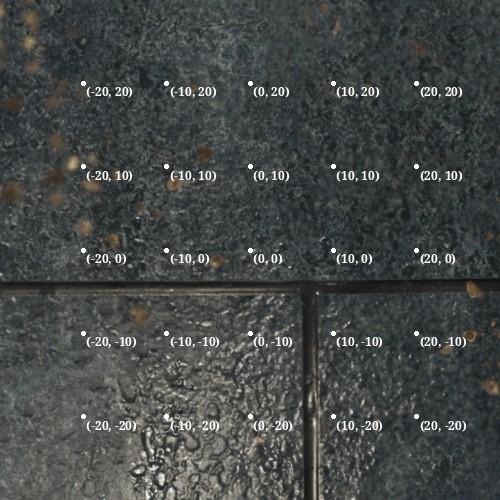 (-20, 20) (-10, 20) (0, 20) (10, 20) (20, 20)
(-20, 10) (-10, 10) (0, 10) (10, 10) (20, 10)
(-20, 0) (-10, 0) (0, 0) (10, 0) (20, 0)
(-20, -10) (-10, -10) (0, -10) (10, -10) (20, -10)
(-20, -20) (-10, -20) (0, -20) (10, -20) (20, -20)